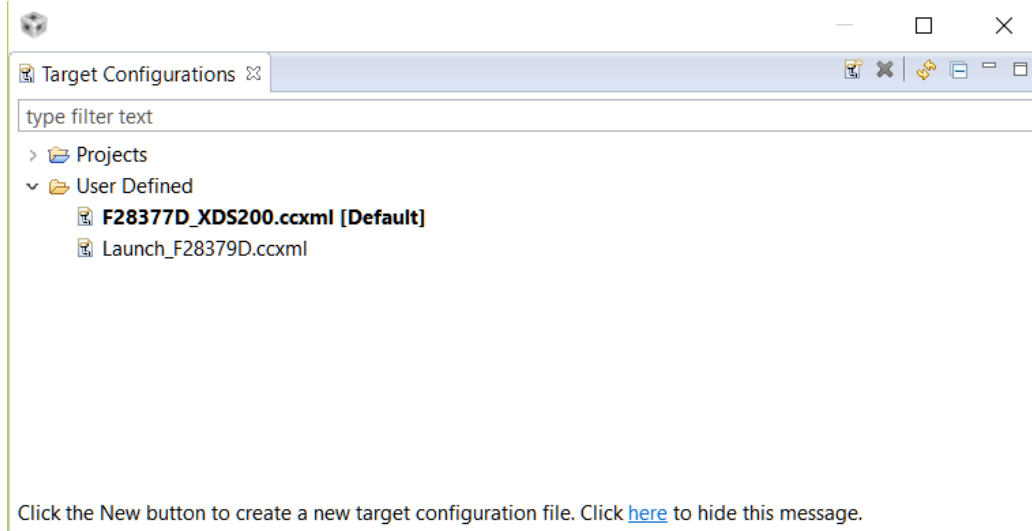 Target Configurations
type filter text
Projects
User Defined
F28377D_XDS200.ccxml [Default]
Launch_F28379D.ccxml
Click the New button to create a new target configuration file. Click here to hide this message.